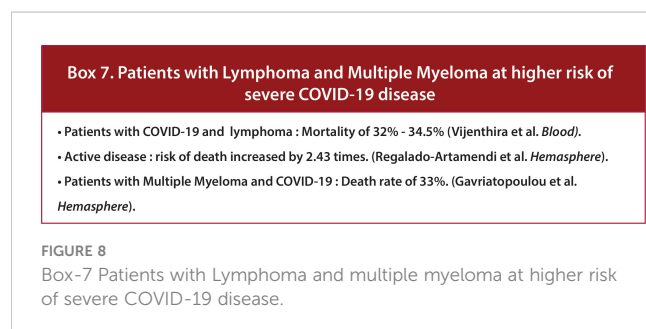 Box 7. Patients with Lymphoma and Multiple Myeloma at higher risk of
severe COVID-19 disease
• Patients with COVID-19 and lymphoma : Mortality of 32% - 34.5% (Vijenthira et al. Blood).
• Active disease : risk of death increased by 2.43 times. (Regalado-Artamendi et al. Hemasphere).
• Patients with Multiple Myeloma and COVID-19 : Death rate of 33%. (Gavriatopoulou et al.
Hemasphere).
FIGURE 8
Box-7 Patients with Lymphoma and multiple myeloma at higher risk
of severe COVID-19 disease.